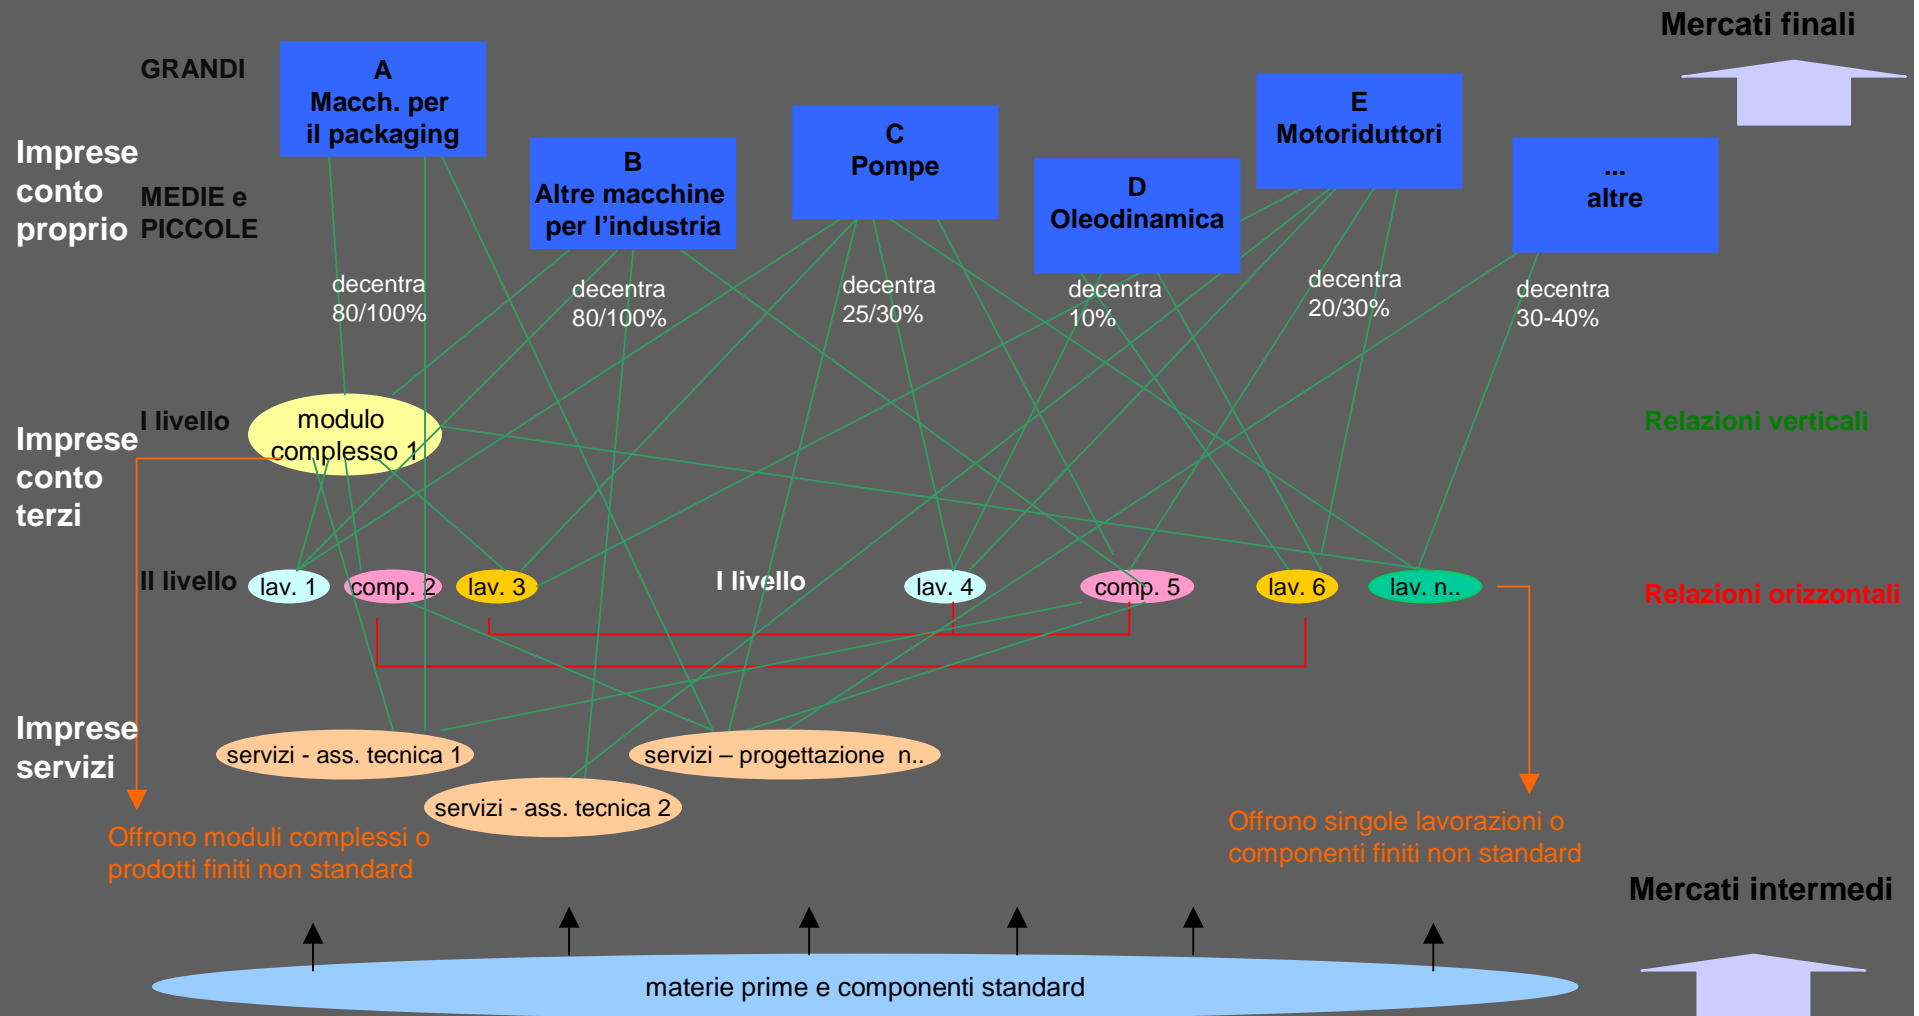 Mercati finali
GRANDI
A
Macch. per
il packaging
B
Altre macchine
per l'industria
C
Pompe
D
Oleodinamica
E
Motoriduttori
...
altre
Imprese
conto
proprio
MEDIE e
PICCOLE
decentra
80/100%
decentra
80/100%
decentra
25/30%
decentra
10%
decentra
20/30%
decentra
30-40%
Imprese
conto
terzi
I livello
modulo
complesso 1
Relazioni verticali
II livello
lav. 1
comp. 2
lav. 3
I livello
lav. 4
comp. 5
lav. 6
lav. n..
Relazioni orizzontali
Imprese
servizi
servizi - ass. tecnica 1
servizi – progettazione n..
servizi - ass. tecnica 2
Offrono moduli complessi o
prodotti finiti non standard
Offrono singole lavorazioni o
componenti finiti non standard
Mercati intermedi
materie prime e componenti standard